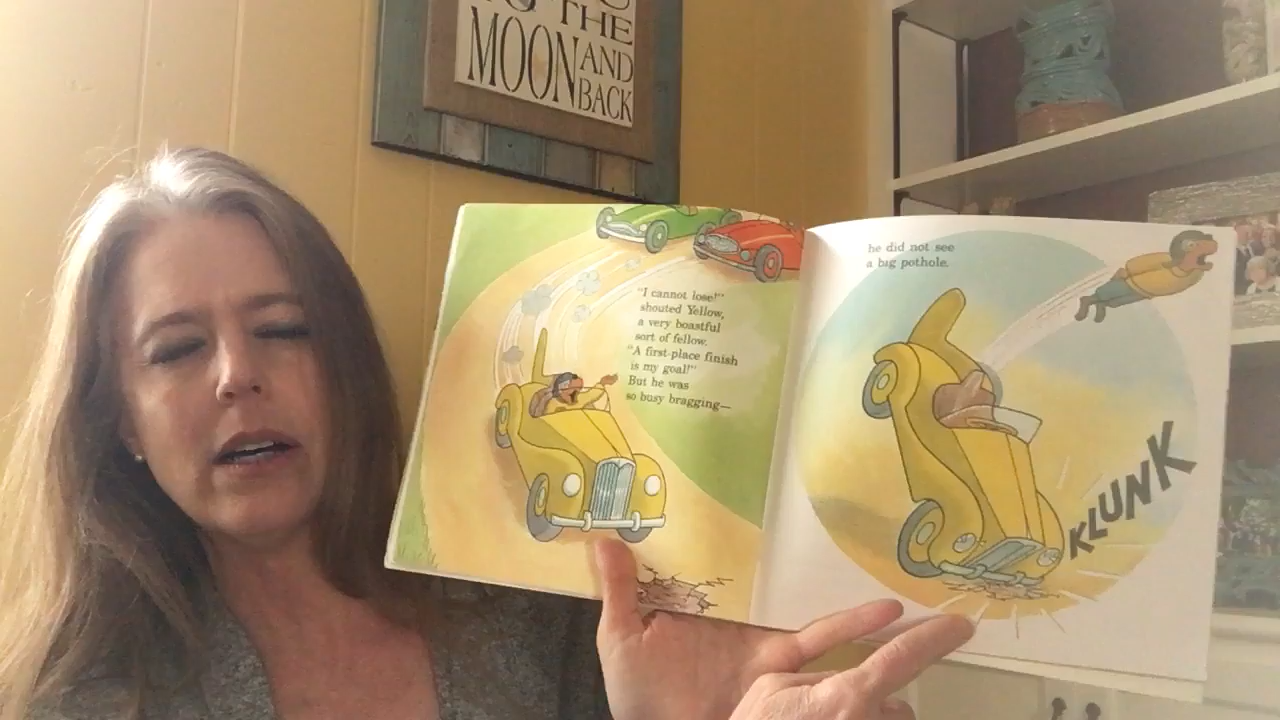 THE
MOON AND
BACK
"I cannot lose!"
shouted Yellow,
a very boastful
sort of fellow.
"A first-place finish
is my goal!"
But he was
so busy bragging—
he did not see
a big pothole.
KLUNK